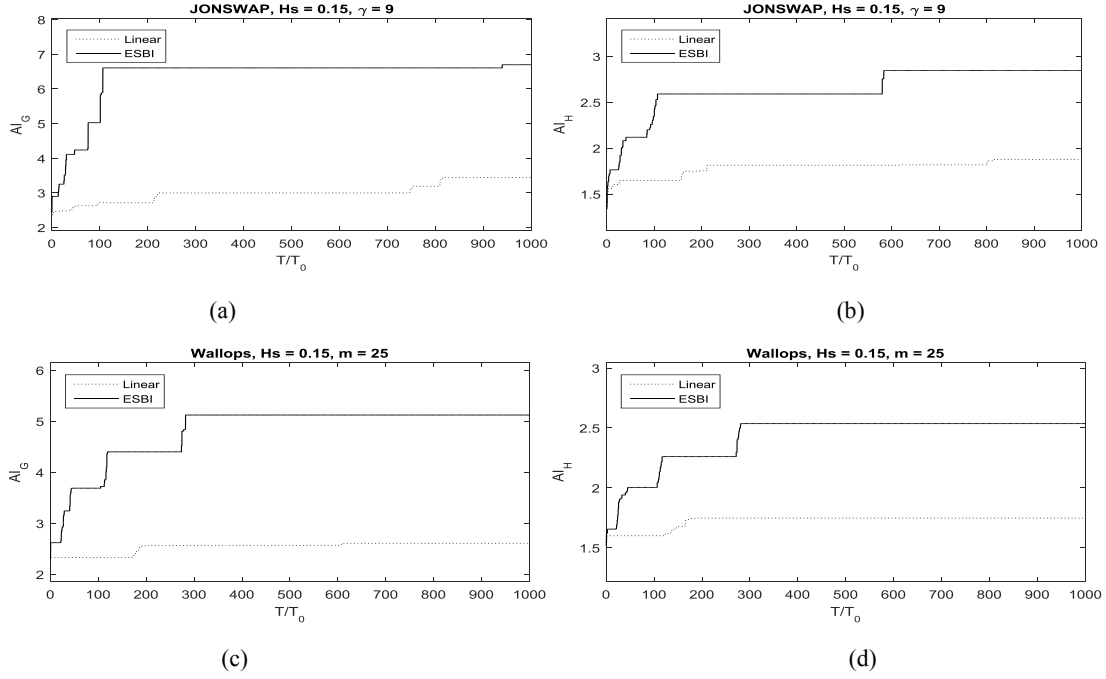 JONSWAP, Hs = 0.15, γ = 9
Linear
ESBI
AI_G
8
7
6
5
4
3
2
0 100 200 300 400 500 600 700 800 900 1000
T/T_0
(a)
JONSWAP, Hs = 0.15, γ = 9
Linear
ESBI
AI_H
3
2.5
2
1.5
0 100 200 300 400 500 600 700 800 900 1000
T/T_0
(b)
Wallops, Hs = 0.15, m = 25
Linear
ESBI
AI_G
6
5
4
3
2
0 100 200 300 400 500 600 700 800 900 1000
T/T_0
(c)
Wallops, Hs = 0.15, m = 25
Linear
ESBI
AI_H
3
2.5
2
1.5
0 100 200 300 400 500 600 700 800 900 1000
T/T_0
(d)